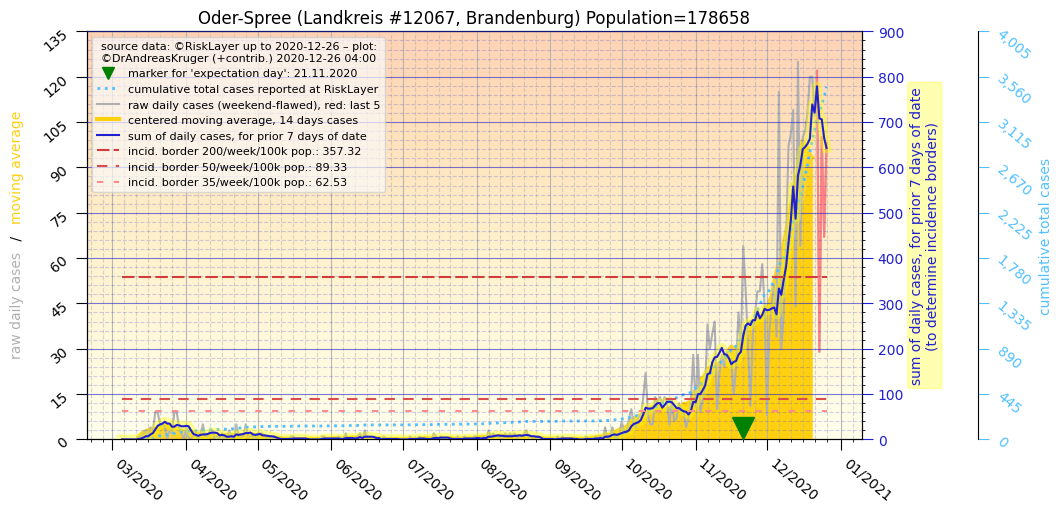 Oder-Spree (Landkreis #12067, Brandenburg) Population=178658
source data: ©RiskLayer up to 2020-12-26 – plot:
©DrAndreasKruger (+contrib.) 2020-12-26 04:00
marker for 'expectation day': 21.11.2020
cumulative total cases reported at RiskLayer
raw daily cases (weekend-flawed), red: last 5
centered moving average, 14 days cases
sum of daily cases, for prior 7 days of date
incid. border 200/week/100k pop.: 357.32
incid. border 50/week/100k pop.: 89.33
incid. border 35/week/100k pop.: 62.53
raw daily cases / moving average
135
120
105
90
75
60
45
30
15
0
03/2020
04/2020
05/2020
06/2020
07/2020
08/2020
09/2020
10/2020
11/2020
12/2020
01/2021
900
800
700
600
500
400
300
200
100
0
sum of daily cases, for prior 7 days of date
(to determine incidence borders)
4,005
3,560
3,115
2,670
2,225
1,780
1,335
890
445
0
cumulative total cases